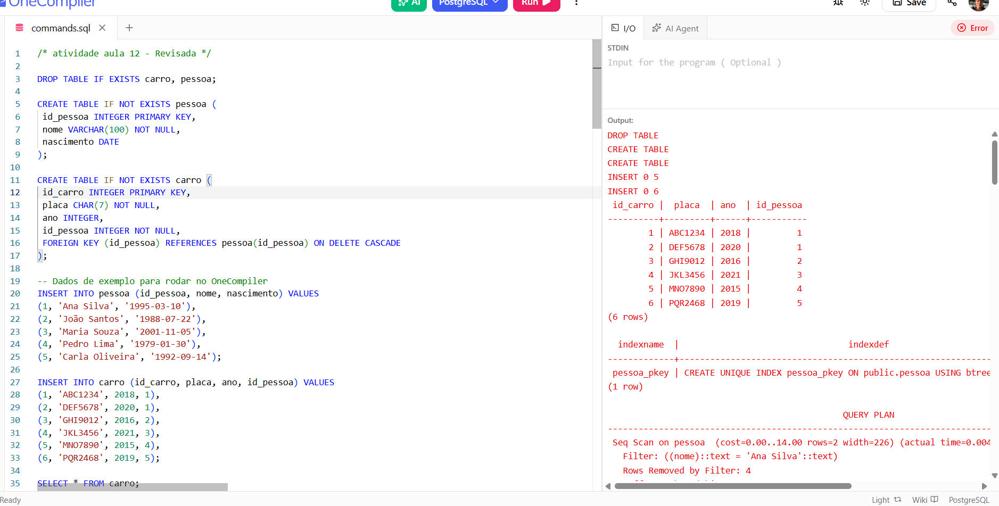 OneCompiler
AI
PostgreSQL
Run
Save
commands.sql
I/O
AI Agent
Error
1 /* atividade aula 12 - Revisada */
2
3 DROP TABLE IF EXISTS carro, pessoa;
4
5 CREATE TABLE IF NOT EXISTS pessoa (
6 id_pessoa INTEGER PRIMARY KEY,
7 nome VARCHAR(100) NOT NULL,
8 nascimento DATE
9 );
10
11 CREATE TABLE IF NOT EXISTS carro (
12 id_carro INTEGER PRIMARY KEY,
13 placa CHAR(7) NOT NULL,
14 ano INTEGER,
15 id_pessoa INTEGER NOT NULL,
16 FOREIGN KEY (id_pessoa) REFERENCES pessoa(id_pessoa) ON DELETE CASCADE
17 );
18
19 -- Dados de exemplo para rodar no OneCompiler
20 INSERT INTO pessoa (id_pessoa, nome, nascimento) VALUES
21 (1, 'Ana Silva', '1995-03-10'),
22 (2, 'João Santos', '1988-07-22'),
23 (3, 'Maria Souza', '2001-11-05'),
24 (4, 'Pedro Lima', '1979-01-30'),
25 (5, 'Carla Oliveira', '1992-09-14');
26
27 INSERT INTO carro (id_carro, placa, ano, id_pessoa) VALUES
28 (1, 'ABC1234', 2018, 1),
29 (2, 'DEF5678', 2020, 1),
30 (3, 'GHI9012', 2016, 2),
31 (4, 'JKL3456', 2021, 3),
32 (5, 'MNO7890', 2015, 4),
33 (6, 'PQR2468', 2019, 5);
34
35 SELECT * FROM carro;
STDIN
Input for the program ( Optional )
Output:
DROP TABLE
CREATE TABLE
CREATE TABLE
INSERT 0 5
INSERT 0 6
id_carro | placa | ano | id_pessoa
----------+---------+------+-----------
1 | ABC1234 | 2018 | 1
2 | DEF5678 | 2020 | 1
3 | GHI9012 | 2016 | 2
4 | JKL3456 | 2021 | 3
5 | MNO7890 | 2015 | 4
6 | PQR2468 | 2019 | 5
(6 rows)
indexname | indexdef
-------------+-------------------------------------------------------------
pessoa_pkey | CREATE UNIQUE INDEX pessoa_pkey ON public.pessoa USING btree
(1 row)
QUERY PLAN
---------------------------------------------------------------------------
Seq Scan on pessoa (cost=0.00..14.00 rows=2 width=226) (actual time=0.004
Filter: ((nome)::text = 'Ana Silva'::text)
Rows Removed by Filter: 4
Ready
Light
Wiki
PostgreSQL